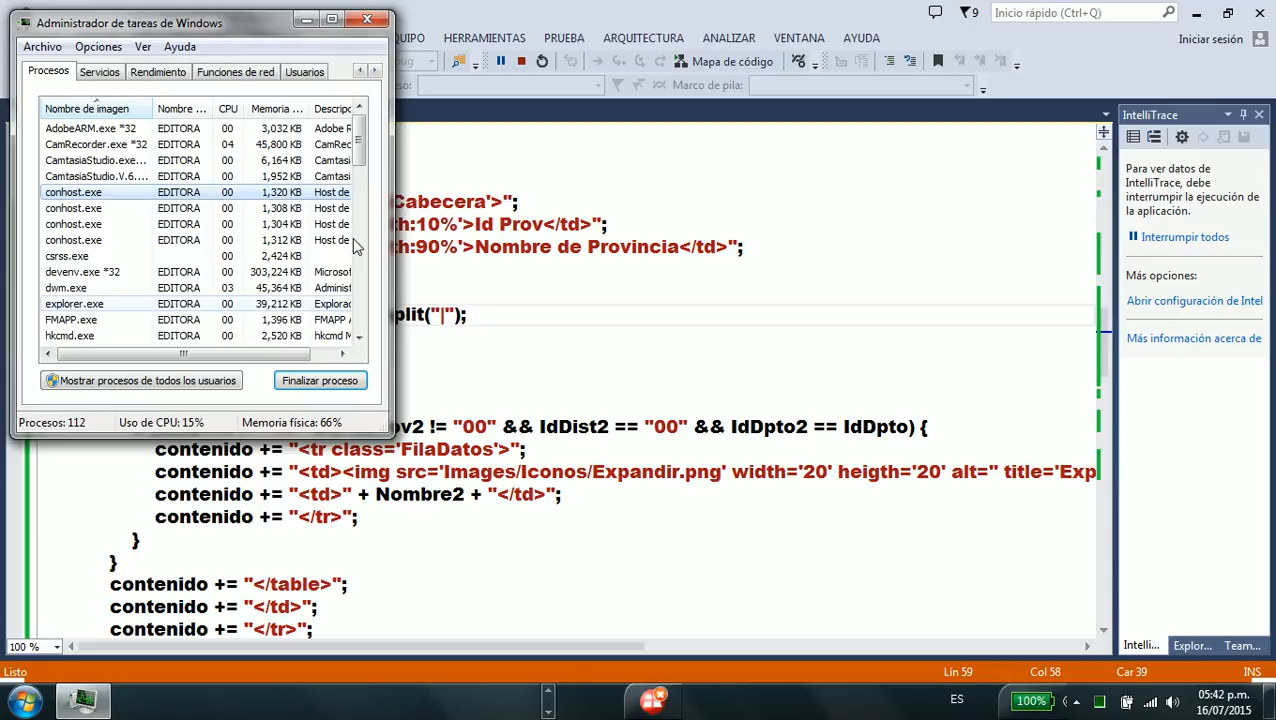 Administrador de tareas de Windows
Archivo Opciones Ver Ayuda
Procesos Servicios Rendimiento Funciones de red Usuarios
Nombre de imagen Nombre ... CPU Memoria ... Descripc
AdobeARM.exe *32 EDITORA 00 3,032 KB Adobe R
CamRecorder.exe *32 EDITORA 04 45,800 KB CamRec
CamtasiaStudio.exe... EDITORA 00 6,164 KB Camtasi
CamtasiaStudio.V.6.... EDITORA 00 1,952 KB Camtasi
conhost.exe EDITORA 00 1,320 KB Host de
conhost.exe EDITORA 00 1,308 KB Host de
conhost.exe EDITORA 00 1,304 KB Host de
conhost.exe EDITORA 00 1,312 KB Host de
csrss.exe 00 2,424 KB
devenv.exe *32 EDITORA 00 303,224 KB Microsof
dwm.exe EDITORA 03 45,364 KB Administ
explorer.exe EDITORA 00 39,212 KB Explorac
FMAPP.exe EDITORA 00 1,396 KB FMAPP A
hkcmd.exe EDITORA 00 2,520 KB hkcmd M
Mostrar procesos de todos los usuarios Finalizar proceso
Procesos: 112 Uso de CPU: 15% Memoria física: 66%
9 Inicio rápido (Ctrl+Q)
QUIPO HERRAMIENTAS PRUEBA ARQUITECTURA ANALIZAR VENTANA AYUDA Iniciar sesión
Mapa de código
Marco de pila:
Cabecera'>";
th:10%'>Id Prov</td>";
th:90%'>Nombre de Provincia</td>";
plit("|");
ov2 != "00" && IdDist2 == "00" && IdDpto2 == IdDpto) {
contenido += "<tr class='FilaDatos'>";
contenido += "<td><img src='Images/Iconos/Expandir.png' width='20' heigth='20' alt='' title='Exp
contenido += "<td>" + Nombre2 + "</td>";
contenido += "</tr>";
}
}
contenido += "</table>";
contenido += "</td>";
contenido += "</tr>";
IntelliTrace
Para ver datos de
IntelliTrace, interrumpir la
ejecución de la aplicación.
Interrumpir todos
Más opciones:
Abrir configuración de Intel
Más información acerca de
100 %
Intelli... Explor... Team...
Listo Lín 59 Col 58 Car 39 INS
ES 100% 05:42 p.m.
16/07/2015